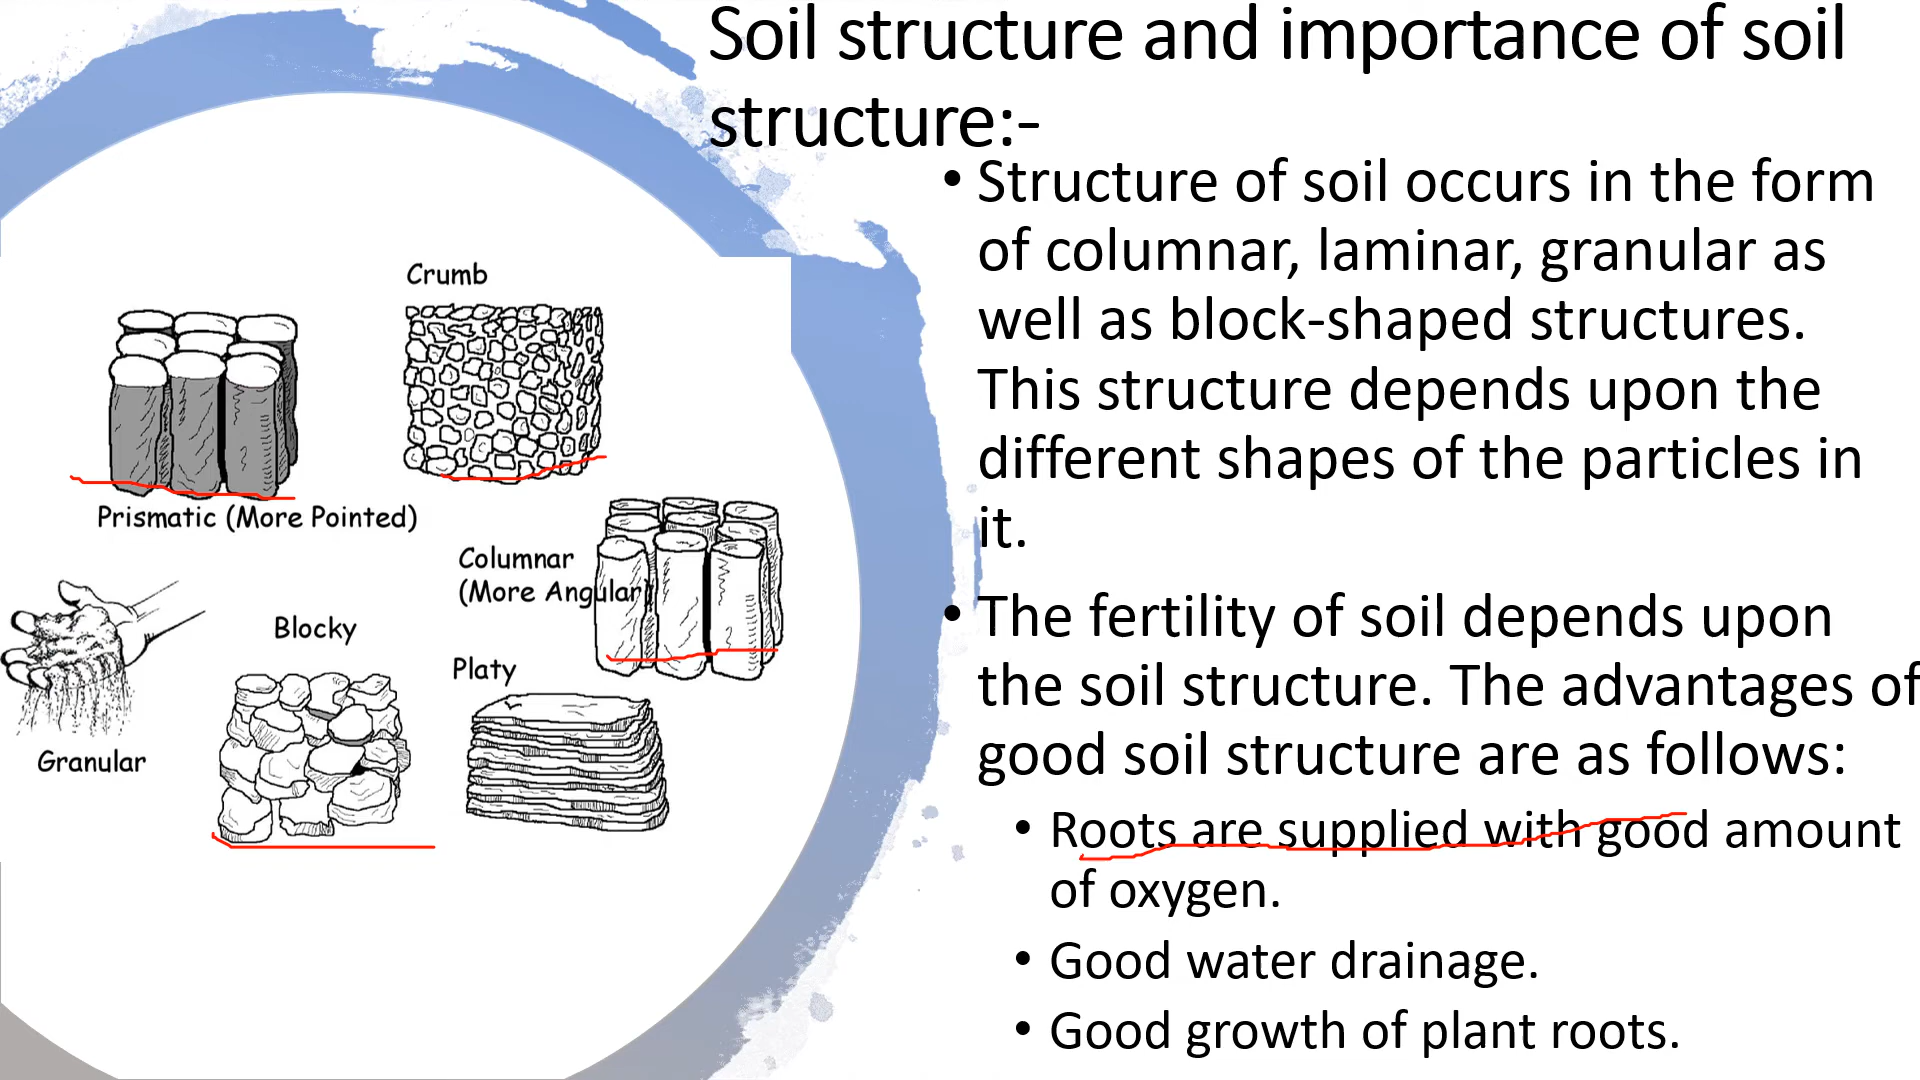 Soil structure and importance of soil
structure:-
• Structure of soil occurs in the form
of columnar, laminar, granular as
well as block-shaped structures.
This structure depends upon the
different shapes of the particles in
it.
• The fertility of soil depends upon
the soil structure. The advantages of
good soil structure are as follows:
• Roots are supplied with good amount
of oxygen.
• Good water drainage.
• Good growth of plant roots.
Crumb
Prismatic (More Pointed)
Columnar
(More Angular)
Blocky
Platy
Granular